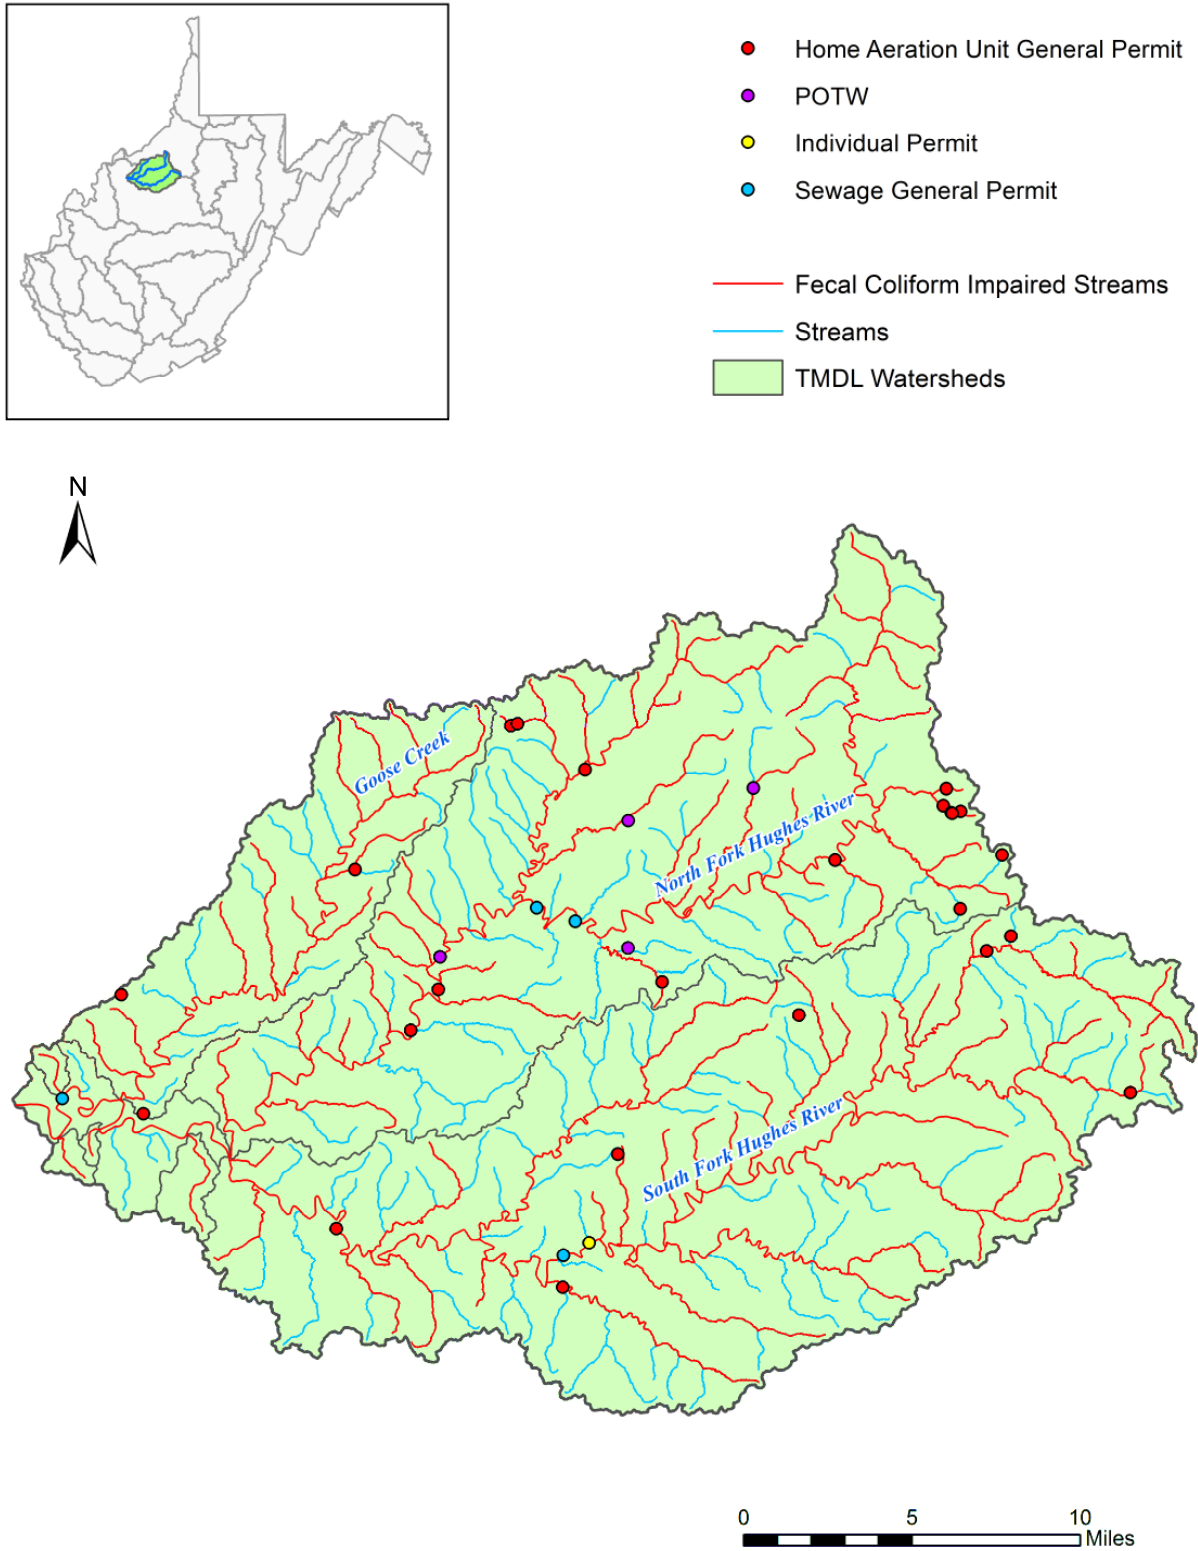 Home Aeration Unit General Permit
POTW
Individual Permit
Sewage General Permit
Fecal Coliform Impaired Streams
Streams
TMDL Watersheds
N
Goose Creek
North Fork Hughes River
South Fork Hughes River
0 5 10
Miles